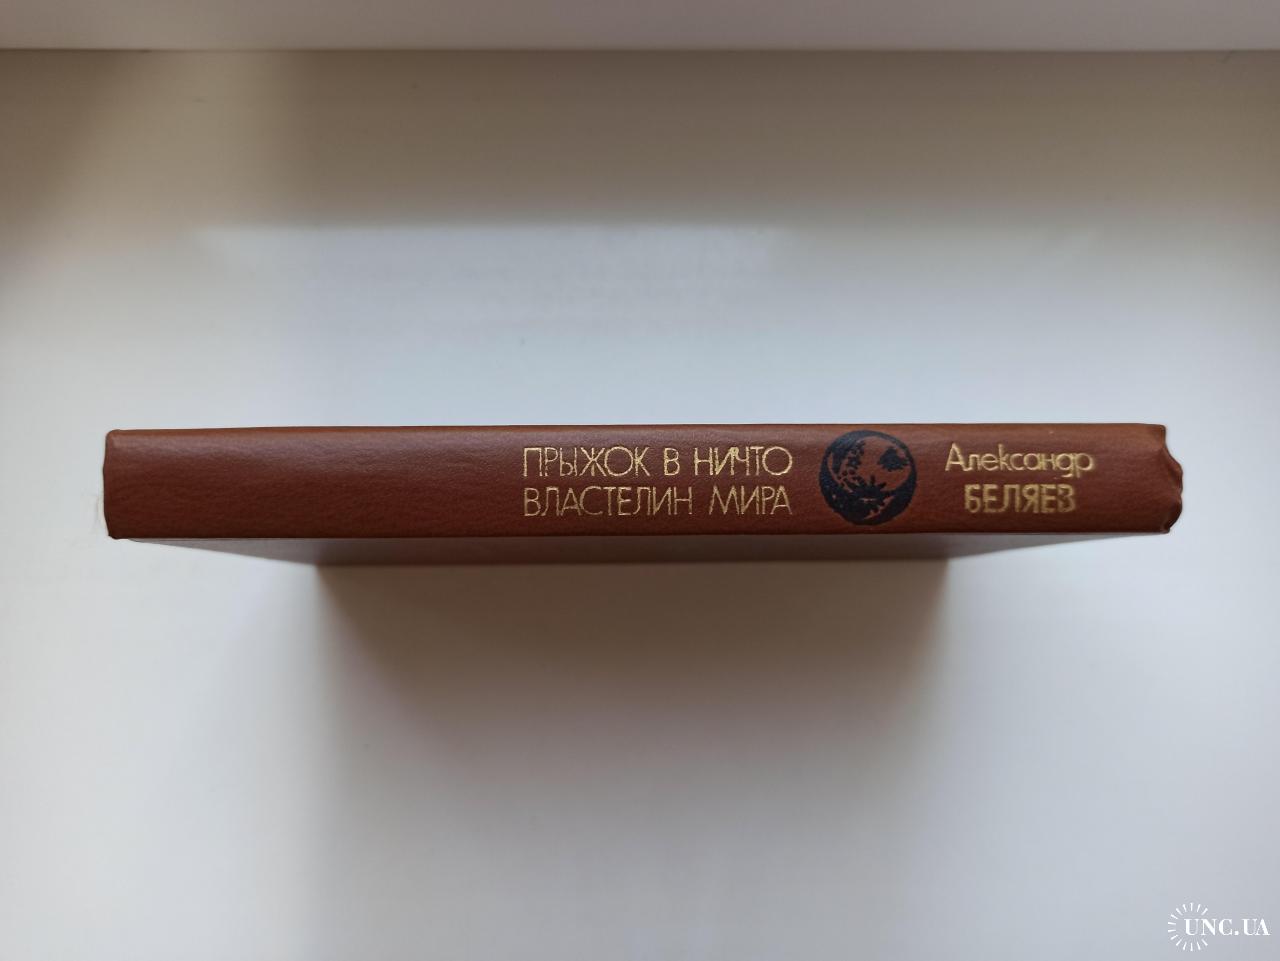 ПРЫЖОК В НИЧТО
ВЛАСТЕЛИН МИРА
Александр
БЕЛЯЕВ
UNC.UA